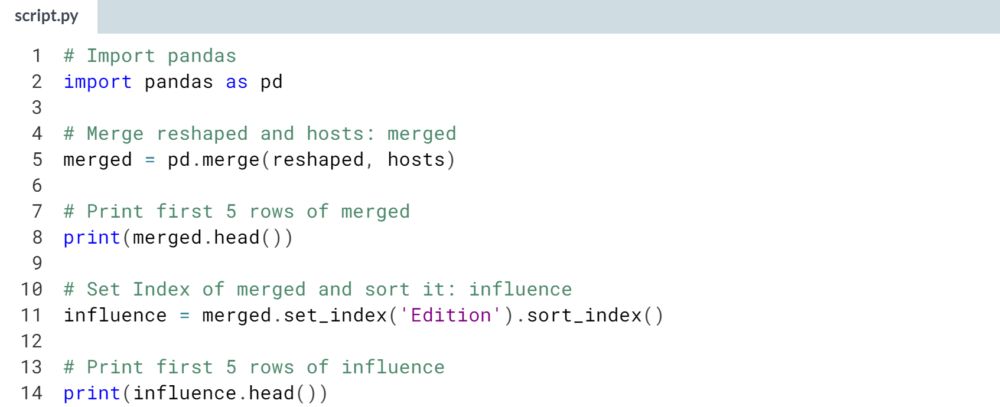 script.py
1 # Import pandas
2 import pandas as pd
3
4 # Merge reshaped and hosts: merged
5 merged = pd.merge(reshaped, hosts)
6
7 # Print first 5 rows of merged
8 print(merged.head())
9
10 # Set Index of merged and sort it: influence
11 influence = merged.set_index('Edition').sort_index()
12
13 # Print first 5 rows of influence
14 print(influence.head())